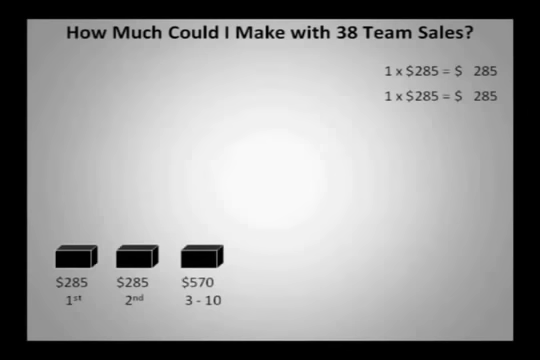 How Much Could I Make with 38 Team Sales?
1 x $285 = $ 285
1 x $285 = $ 285
$285 $285 $570
1st 2nd 3 - 10